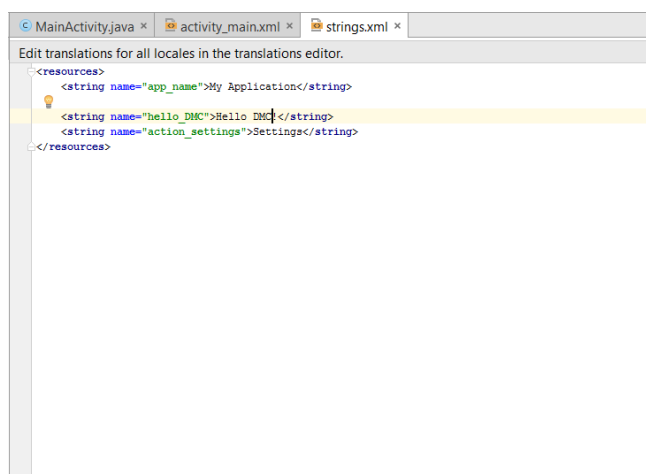 MainActivity.java × activity_main.xml × strings.xml ×
Edit translations for all locales in the translations editor.
<resources>
    <string name="app_name">My Application</string>

    <string name="hello_DMC">Hello DMC!</string>
    <string name="action_settings">Settings</string>
</resources>